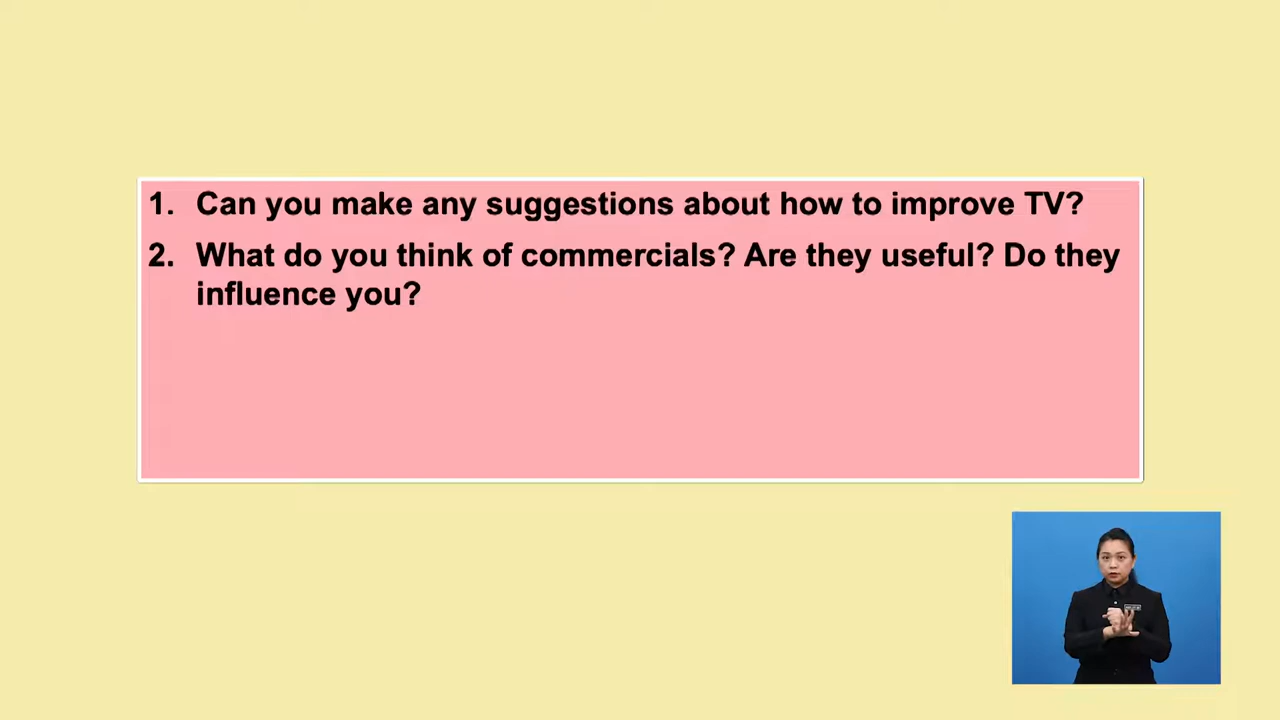 1. Can you make any suggestions about how to improve TV?
2. What do you think of commercials? Are they useful? Do they
influence you?